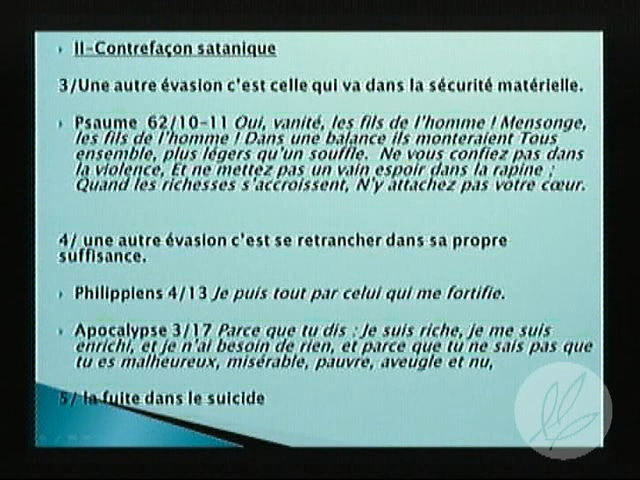 II-Contrefaçon satanique
3/Une autre évasion c'est celle qui va dans la sécurité matérielle.
Psaume 62/10-11 Oui, vanité, les fils de l'homme ! Mensonge,
les fils de l'homme ! Dans une balance ils monteraient Tous
ensemble, plus légers qu'un souffle. Ne vous confiez pas dans
la violence, Et ne mettez pas un vain espoir dans la rapine ;
Quand les richesses s'accroissent, N'y attachez pas votre cœur.
4/ une autre évasion c'est se retrancher dans sa propre
suffisance.
Philippiens 4/13 Je puis tout par celui qui me fortifie.
Apocalypse 3/17 Parce que tu dis : Je suis riche, je me suis
enrichi, et je n'ai besoin de rien, et parce que tu ne sais pas que
tu es malheureux, misérable, pauvre, aveugle et nu,
5/ la fuite dans le suicide